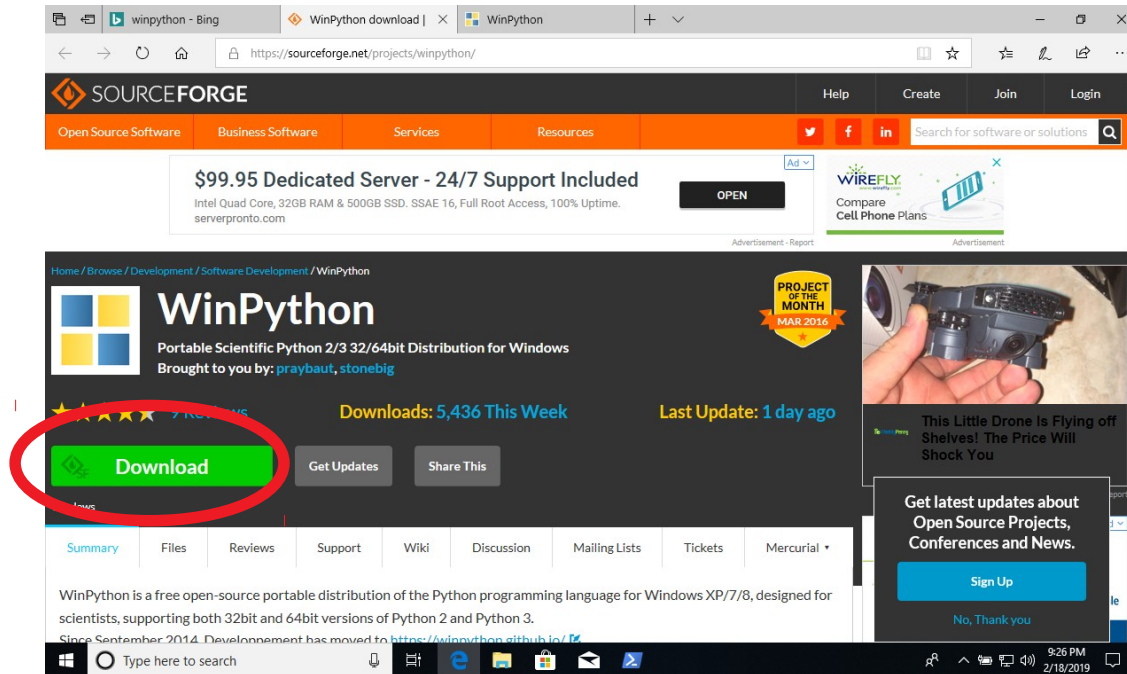 winpython - Bing
WinPython download |
WinPython
https://sourceforge.net/projects/winpython/
SOURCEFORGE
Help
Create
Join
Login
Open Source Software
Business Software
Services
Resources
Search for software or solutions
$99.95 Dedicated Server - 24/7 Support Included
Intel Quad Core, 32GB RAM & 500GB SSD. SSAE 16, Full Root Access, 100% Uptime.
serverpronto.com
OPEN
Ad
Advertisement - Report
WIREFLY
Compare
Cell Phone Plans
Advertisement
Home / Browse / Development / Software Development / WinPython
WinPython
Portable Scientific Python 2/3 32/64bit Distribution for Windows
Brought to you by: praybaut, stonebig
PROJECT
OF THE
MONTH
MAR 2016
Downloads: 5,436 This Week
Last Update: 1 day ago
Download
SF
Get Updates
Share This
This Little Drone Is Flying off
Shelves! The Price Will
Shock You
Get latest updates about
Open Source Projects,
Conferences and News.
Sign Up
No, Thank you
Summary
Files
Reviews
Support
Wiki
Discussion
Mailing Lists
Tickets
Mercurial
WinPython is a free open-source portable distribution of the Python programming language for Windows XP/7/8, designed for
scientists, supporting both 32bit and 64bit versions of Python 2 and Python 3.
Since September 2014, Developpement has moved to https://winpython.github.io/
Type here to search
9:26 PM
2/18/2019